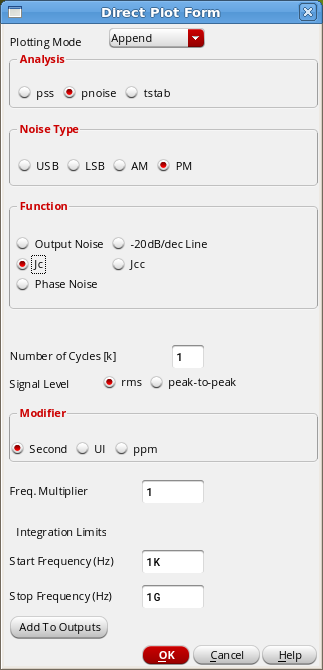 Direct Plot Form
Plotting Mode Append
Analysis
pss pnoise tstab
Noise Type
USB LSB AM PM
Function
Output Noise -20dB/dec Line
Jc Jcc
Phase Noise
Number of Cycles [k] 1
Signal Level rms peak-to-peak
Modifier
Second UI ppm
Freq. Multiplier 1
Integration Limits
Start Frequency (Hz) 1K
Stop Frequency (Hz) 1G
Add To Outputs
OK Cancel Help